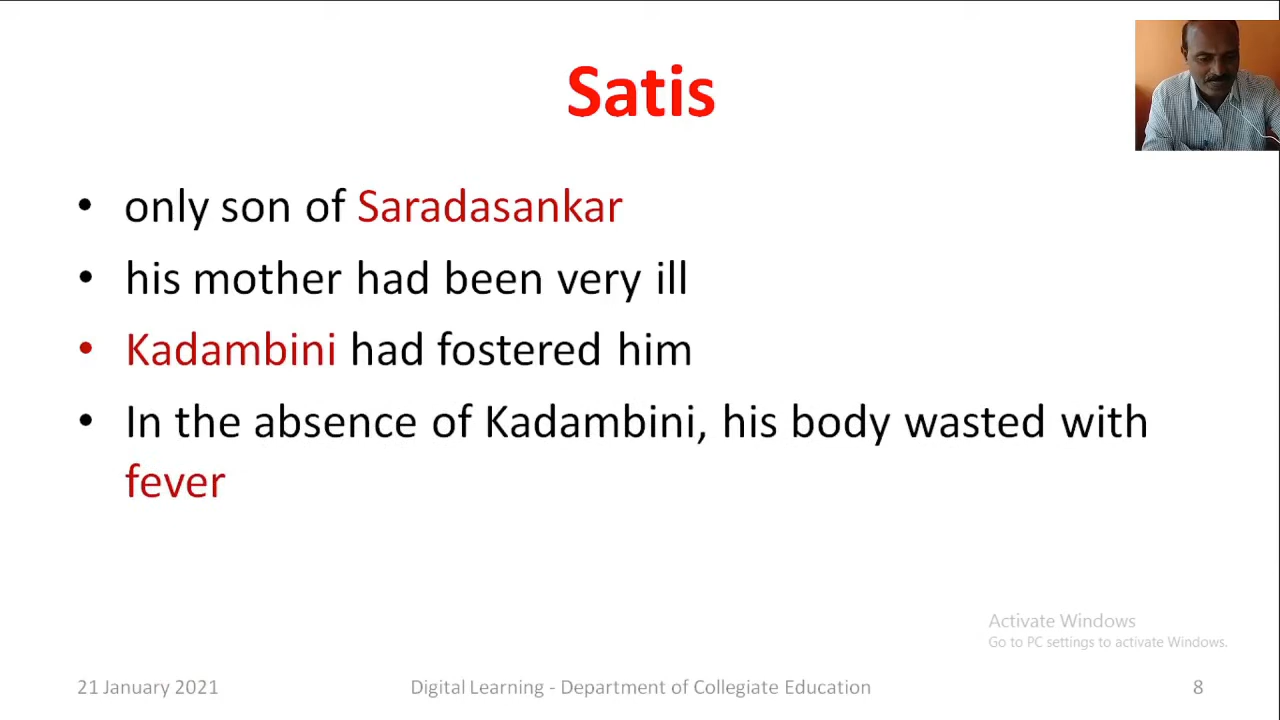 Satis
• only son of Saradasankar
• his mother had been very ill
• Kadambini had fostered him
• In the absence of Kadambini, his body wasted with
fever
Activate Windows
Go to PC settings to activate Windows.
21 January 2021 Digital Learning - Department of Collegiate Education 8